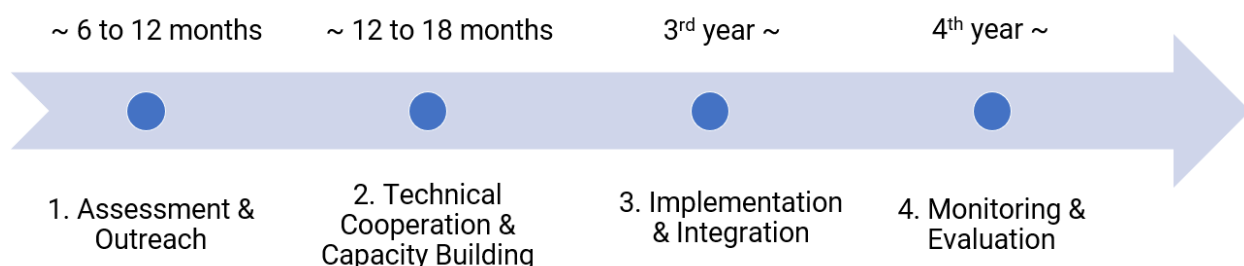 ~ 6 to 12 months
~ 12 to 18 months
3rd year ~
4th year ~
1. Assessment &
Outreach
2. Technical
Cooperation &
Capacity Building
3. Implementation
& Integration
4. Monitoring &
Evaluation